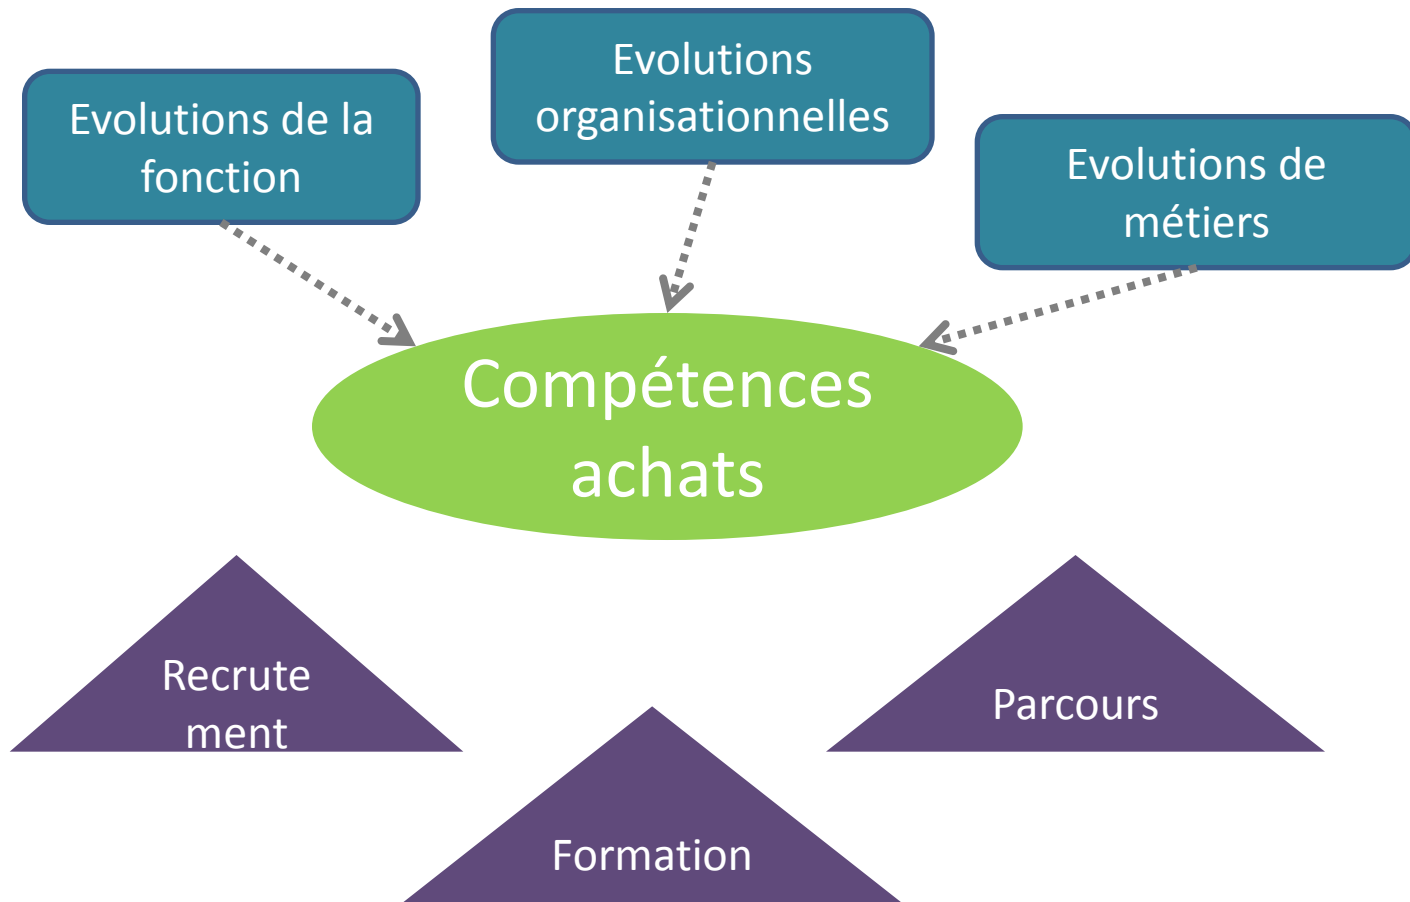 Evolutions de la
fonction
Evolutions
organisationnelles
Evolutions de
métiers
Compétences
achats
Recrute
ment
Formation
Parcours